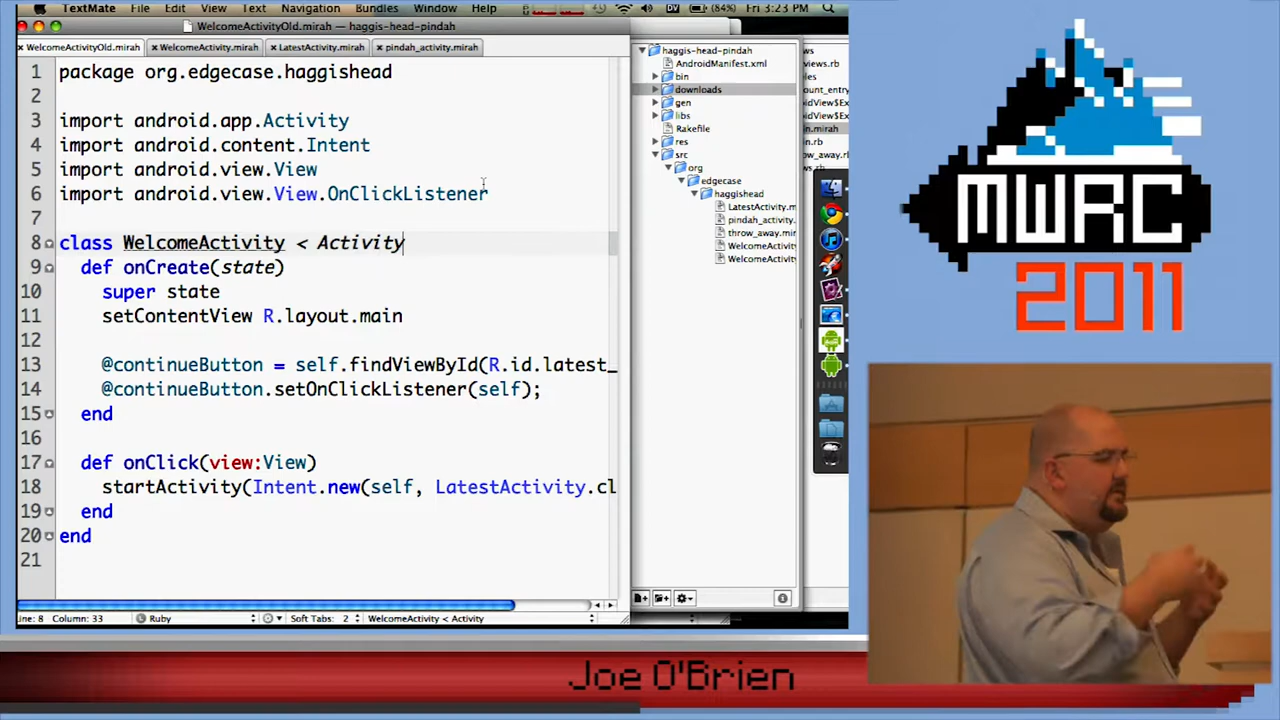 TextMate File Edit View Text Navigation Bundles Window Help (84%) Fri 3:23 PM
WelcomeActivityOld.mirah — haggis-head-pindah
WelcomeActivityOld.mirah WelcomeActivity.mirah LatestActivity.mirah pindah_activity.mirah
1 package org.edgecase.haggishead
2
3 import android.app.Activity
4 import android.content.Intent
5 import android.view.View
6 import android.view.View.OnClickListener
7
8 class WelcomeActivity < Activity
9 def onCreate(state)
10 super state
11 setContentView R.layout.main
12
13 @continueButton = self.findViewById(R.id.latest_
14 @continueButton.setOnClickListener(self);
15 end
16
17 def onClick(view:View)
18 startActivity(Intent.new(self, LatestActivity.cl
19 end
20 end
21
Line: 8 Column: 33 Ruby Soft Tabs: 2 WelcomeActivity < Activity
haggis-head-pindah
AndroidManifest.xml
bin
downloads
gen
libs
Rakefile
res
src
org
edgecase
haggishead
LatestActivity.m
pindah_activity.m
throw_away.mi
WelcomeActivity
WelcomeActivity
MWRC
2011
Joe O'Brien